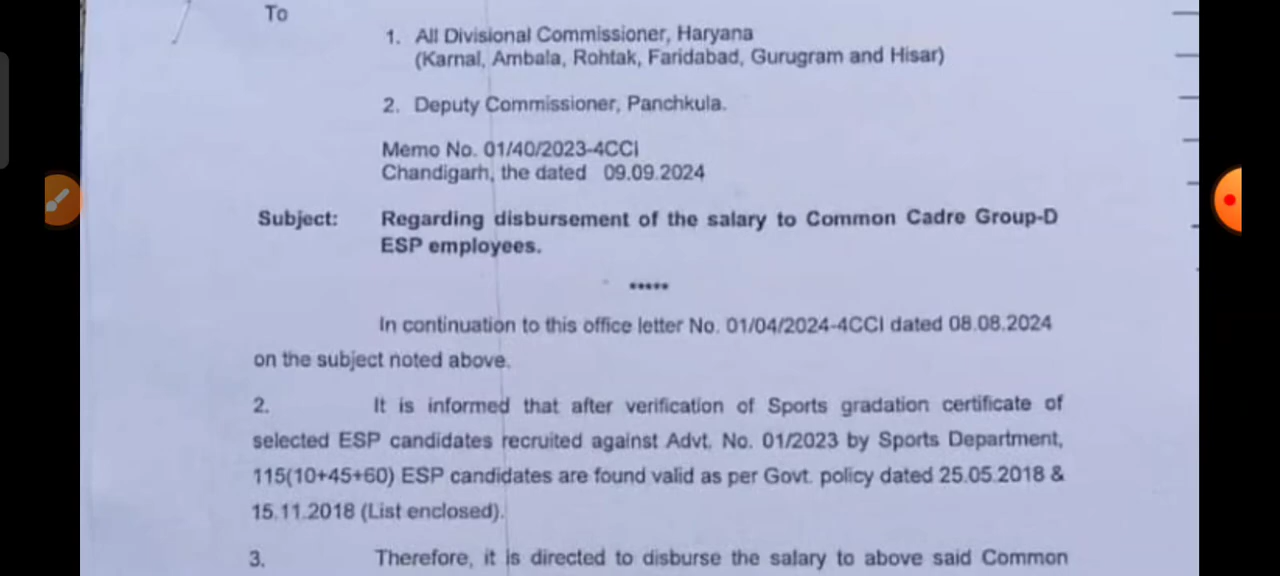 To
1. All Divisional Commissioner, Haryana
(Karnal, Ambala, Rohtak, Faridabad, Gurugram and Hisar)
2. Deputy Commissioner, Panchkula.
Memo No. 01/40/2023-4CCI
Chandigarh, the dated 09.09.2024
Subject: Regarding disbursement of the salary to Common Cadre Group-D
ESP employees.
*****
In continuation to this office letter No. 01/04/2024-4CCI dated 08.08.2024
on the subject noted above.
2. It is informed that after verification of Sports gradation certificate of
selected ESP candidates recruited against Advt. No. 01/2023 by Sports Department,
115(10+45+60) ESP candidates are found valid as per Govt. policy dated 25.05.2018 &
15.11.2018 (List enclosed).
3. Therefore, it is directed to disburse the salary to above said Common